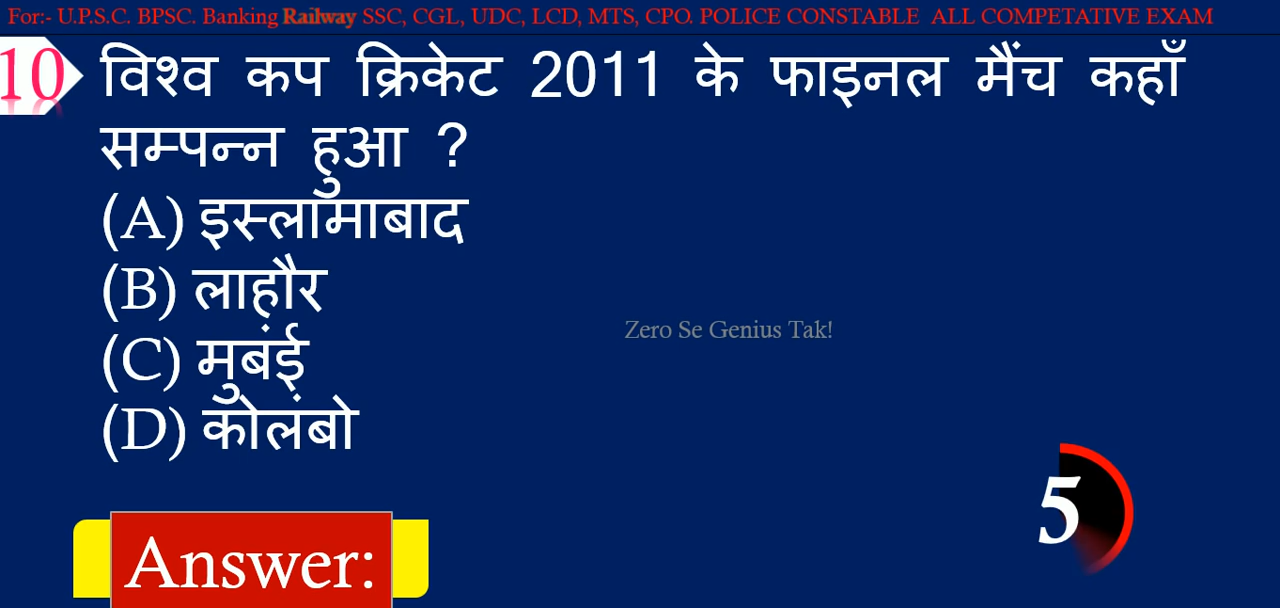 For:- U.P.S.C. BPSC. Banking Railway SSC, CGL, UDC, LCD, MTS, CPO. POLICE CONSTABLE ALL COMPETATIVE EXAM
10 विश्व कप क्रिकेट 2011 के फाइनल मैंच कहाँ
सम्पन्न हुआ ?
(A) इस्लामाबाद
(B) लाहौर
(C) मुबंई
(D) कोलंबो
Zero Se Genius Tak!
5
Answer: